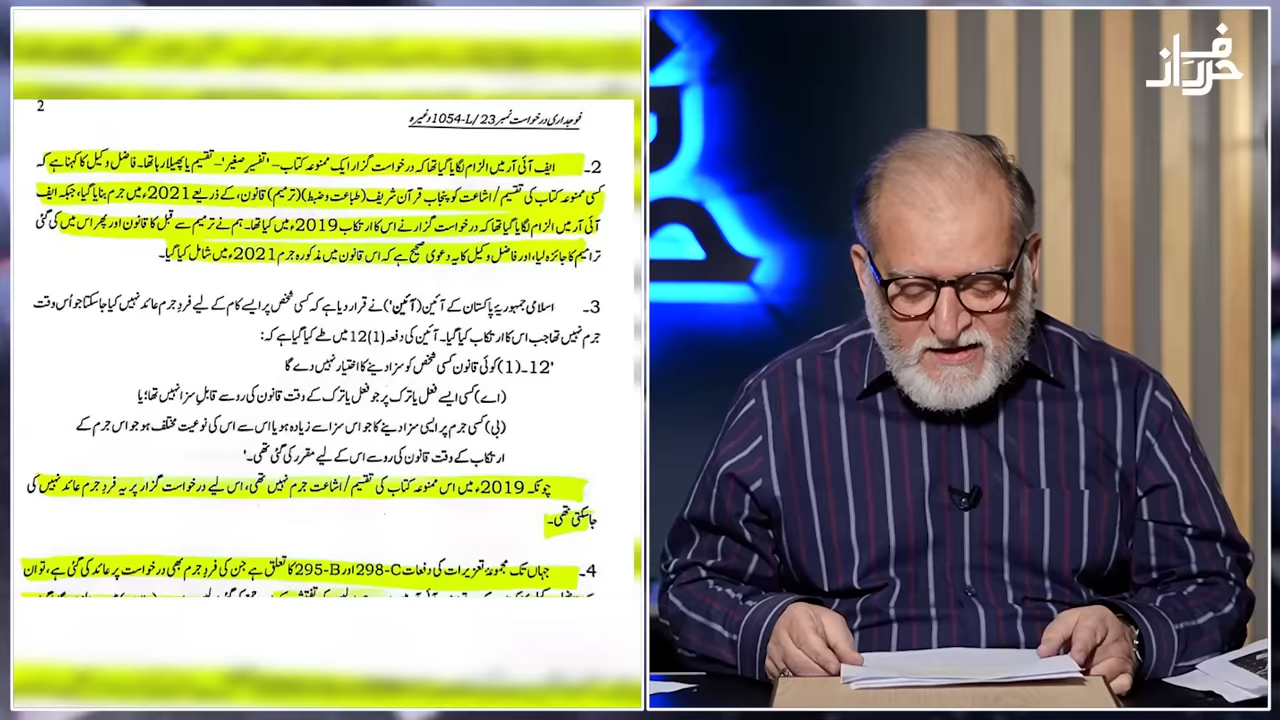 2
فوجداری درخواست نمبر 23/L-1054 وغیرہ
2۔ ایف آئی آر میں الزام لگایا گیا تھا کہ درخواست گزار ایک ممنوعہ کتاب – 'تفسیرِ صغیر' – تقسیم یا پھیلا رہا تھا۔ فاضل وکیل کا کہنا ہے کہ
کسی ممنوعہ کتاب کی تقسیم / اشاعت کو پنجاب قرآن شریف (طباعت و ضبط) (ترمیم) قانون، کے ذریعے 2021ء میں جرم بنایا گیا، جبکہ ایف
آئی آر میں الزام لگایا گیا تھا کہ درخواست گزار نے اس کا ارتکاب 2019ء میں کیا تھا۔ ہم نے ترمیم سے قبل کا قانون اور پھر اس میں کی گئی
ترامیم کا جائزہ لیا، اور فاضل وکیل کا یہ دعوی صحیح ہے کہ اس قانون میں مذکورہ جرم 2021ء میں شامل کیا گیا۔
3۔ اسلامی جمہوریۂ پاکستان کے آئین ('آئین') نے قرار دیا ہے کہ کسی شخص پر ایسے کام کے لیے فردِ جرم عائد نہیں کیا جا سکتا جو اُس وقت
جرم نہیں تھا جب اس کا ارتکاب کیا گیا۔ آئین کی دفعہ 12(1) میں طے کیا گیا ہے کہ:
'12۔ (1) کوئی قانون کسی شخص کو سزا دینے کا اختیار نہیں دے گا
(اے) کسی ایسے فعل یا ترک پر جو فعل یا ترک کے وقت قانون کی رو سے قابلِ سزا نہیں تھا؛ یا
(بی) کسی جرم پر ایسی سزا دینے کا جو اس سزا سے زیادہ ہو یا اس سے اس کی نوعیت مختلف ہو جو اس جرم کے
ارتکاب کے وقت قانون کی رو سے اس کے لیے مقرر کی گئی تھی۔'
چونکہ 2019ء میں اس ممنوعہ کتاب کی تقسیم / اشاعت جرم نہیں تھی، اس لیے درخواست گزار پر یہ فردِ جرم عائد نہیں کی
جا سکتی تھی۔
4۔ جہاں تک مجموعۂ تعزیرات کی دفعات 298-C اور 295-B کا تعلق ہے جن کی فردِ جرم بھی درخواست پر عائد کی گئی ہے، تو ان
حرف راز